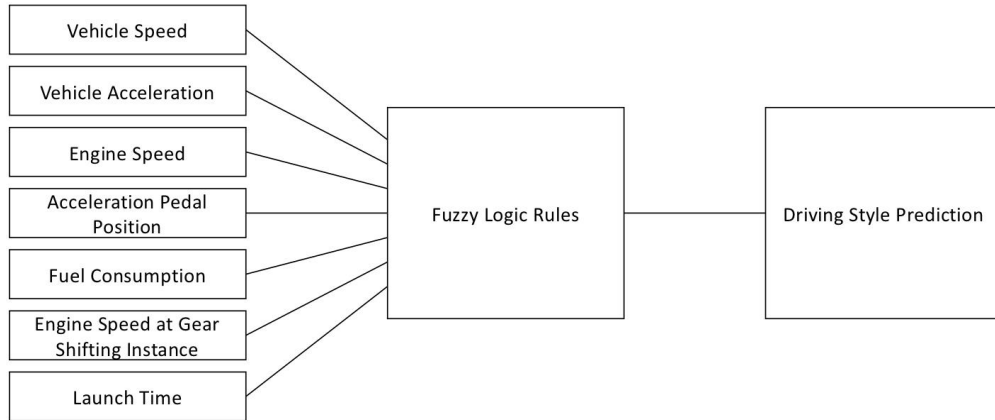 Vehicle Speed
Vehicle Acceleration
Engine Speed
Acceleration Pedal
Position
Fuel Consumption
Engine Speed at Gear
Shifting Instance
Launch Time
Fuzzy Logic Rules
Driving Style Prediction